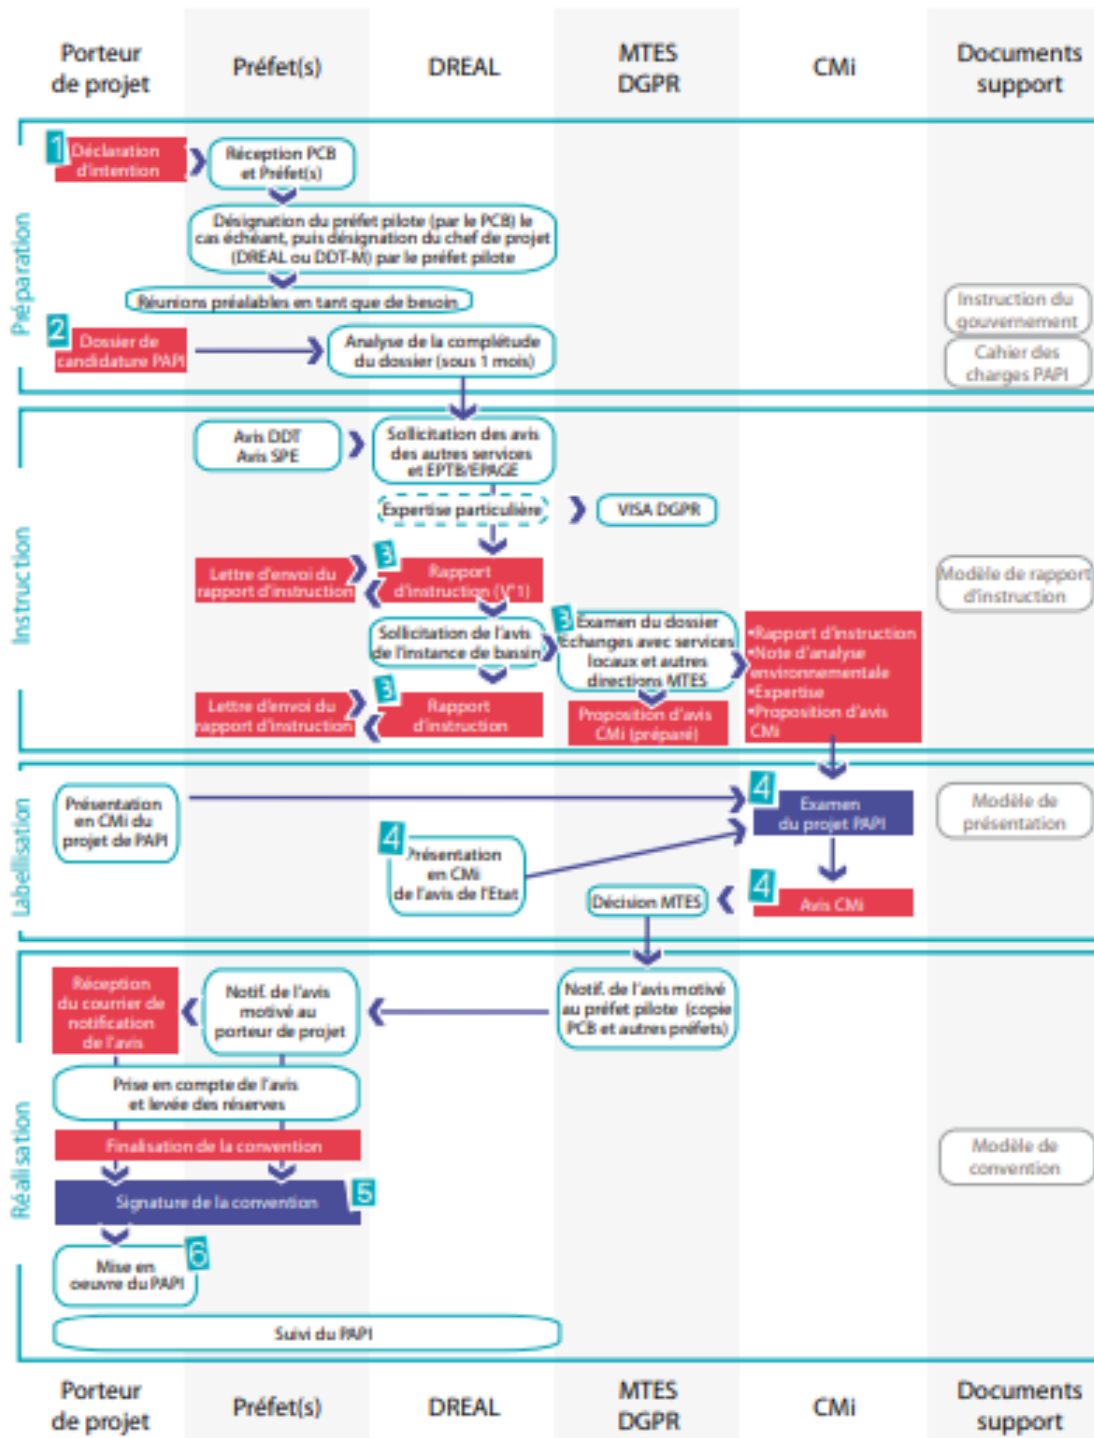 Porteur
de projet
Préfet(s)
DREAL
MTES
DGPR
CMi
Documents
support
Préparation
1
Déclaration
d'intention
Réception PCB
et Préfet(s)
Désignation du préfet pilote (par le PCB) le
cas échéant, puis désignation du chef de projet
(DREAL ou DDT-M) par le préfet pilote
Réunions préalables en tant que de besoin
2
Dossier de
candidature PAPI
Analyse de la complétude
du dossier (sous 1 mois)
Instruction du
gouvernement
Cahier des
charges PAPI
Instruction
Avis DDT
Avis SPE
Sollicitation des avis
des autres services
et EPTB/EPAGE
Expertise particulière
VISA DGPR
Lettre d'envoi du
rapport d'instruction
3
Rapport
d'instruction (V°1)
Modèle de rapport
d'instruction
Sollicitation de l'avis
de l'instance de bassin
3
Examen du dossier
Echanges avec services
locaux et autres
directions MTES
•Rapport d'instruction
•Note d'analyse
environnementale
•Expertise
•Proposition d'avis
CMi
Lettre d'envoi du
rapport d'instruction
3
Rapport
d'instruction
Proposition d'avis
CMi (préparé)
Labellisation
Présentation
en CMi du
projet de PAPI
4
Présentation
en CMi
de l'avis de l'Etat
4
Examen
du projet PAPI
Modèle de
présentation
Décision MTES
4
Avis CMi
Réalisation
Réception
du courrier de
notification
de l'avis
Notif. de l'avis
motivé au
porteur de projet
Notif. de l'avis motivé
au préfet pilote (copie
PCB et autres préfets)
Prise en compte de l'avis
et levée des réserves
Finalisation de la convention
Modèle de
convention
Signature de la convention
5
6
Mise en
oeuvre du PAPI
Suivi du PAPI
Porteur
de projet
Préfet(s)
DREAL
MTES
DGPR
CMi
Documents
support